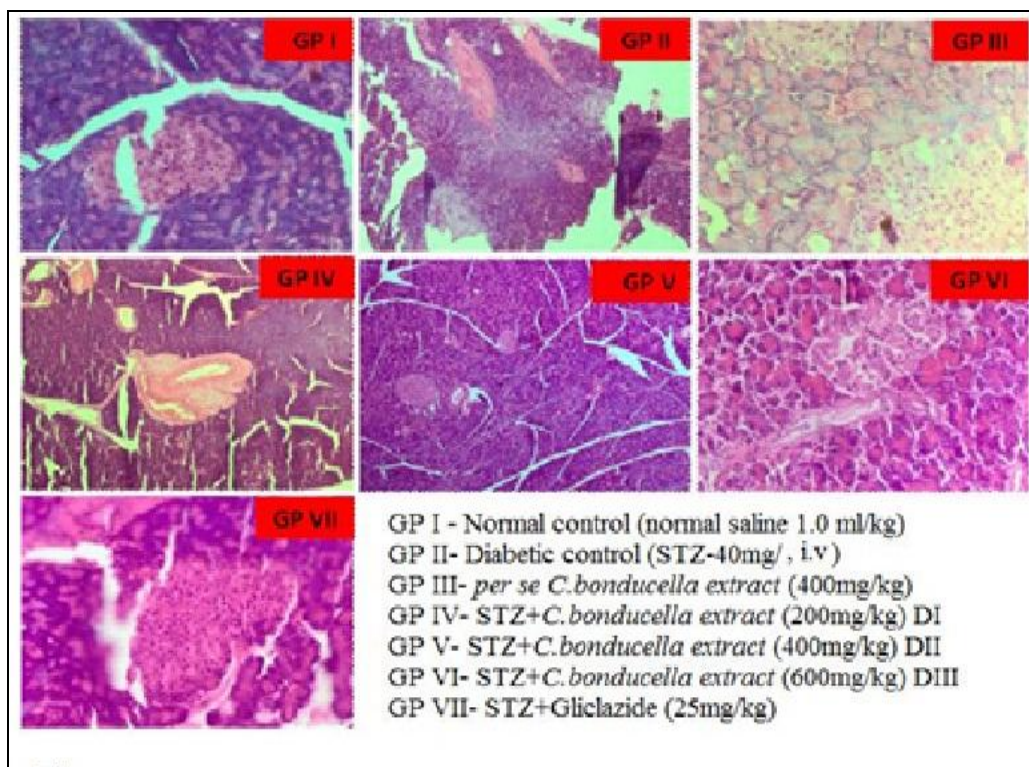 GP I
GP II
GP III
GP IV
GP V
GP VI
GP VII
GP I - Normal control (normal saline 1.0 ml/kg)
GP II- Diabetic control (STZ-40mg/ , i.v)
GP III- per se C.bonducella extract (400mg/kg)
GP IV- STZ+C.bonducella extract (200mg/kg) DI
GP V- STZ+C.bonducella extract (400mg/kg) DII
GP VI- STZ+C.bonducella extract (600mg/kg) DIII
GP VII- STZ+Gliclazide (25mg/kg)